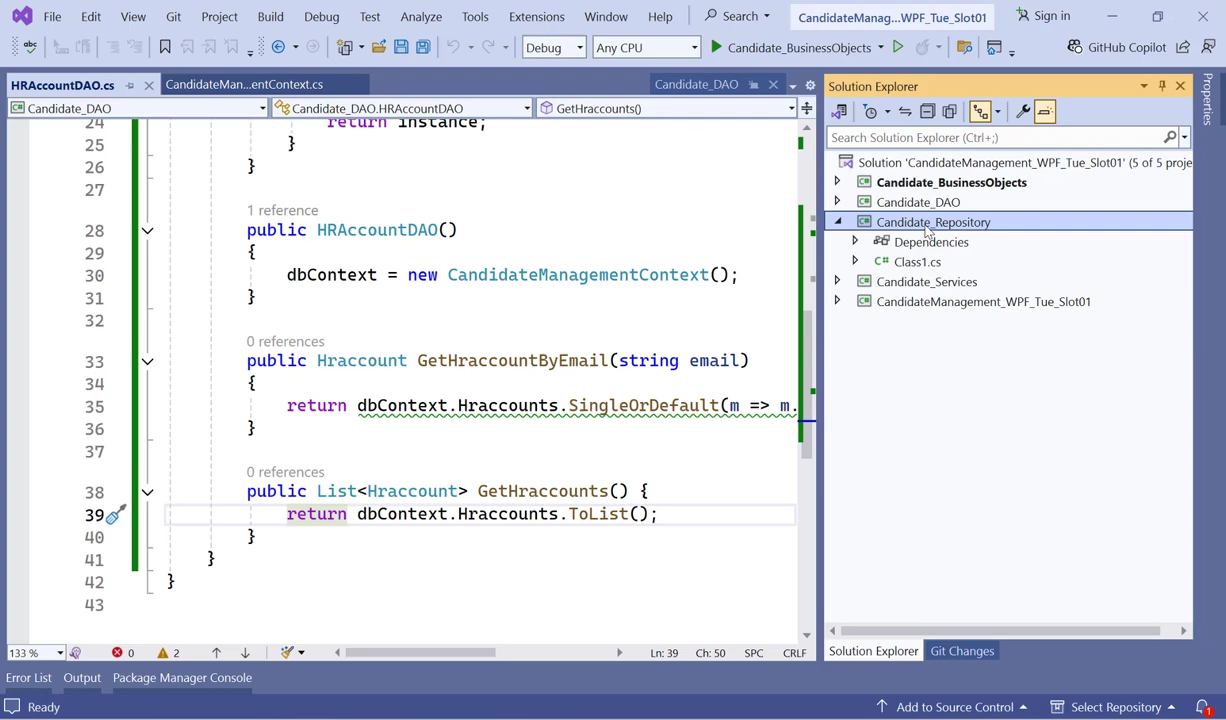 File Edit View Git Project Build Debug Test Analyze Tools Extensions Window Help Search CandidateManag...WPF_Tue_Slot01 Sign in
Debug Any CPU Candidate_BusinessObjects GitHub Copilot
HRAccountDAO.cs CandidateMan...entContext.cs Candidate_DAO
Candidate_DAO Candidate_DAO.HRAccountDAO GetHraccounts()
24 return instance;
25 }
26 }
27
1 reference
28 public HRAccountDAO()
29 {
30 dbContext = new CandidateManagementContext();
31 }
32
0 references
33 public Hraccount GetHraccountByEmail(string email)
34 {
35 return dbContext.Hraccounts.SingleOrDefault(m => m.
36 }
37
0 references
38 public List<Hraccount> GetHraccounts() {
39 return dbContext.Hraccounts.ToList();
40 }
41 }
42 }
43
133 % 0 2 Ln: 39 Ch: 50 SPC CRLF
Solution Explorer
Search Solution Explorer (Ctrl+;)
Solution 'CandidateManagement_WPF_Tue_Slot01' (5 of 5 proje
Candidate_BusinessObjects
Candidate_DAO
Candidate_Repository
Dependencies
C# Class1.cs
Candidate_Services
CandidateManagement_WPF_Tue_Slot01
Solution Explorer Git Changes
Properties
Error List Output Package Manager Console
Ready Add to Source Control Select Repository 1